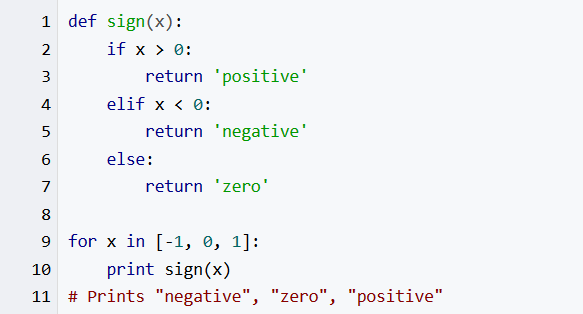 1 def sign(x):
2     if x > 0:
3         return 'positive'
4     elif x < 0:
5         return 'negative'
6     else:
7         return 'zero'
8
9 for x in [-1, 0, 1]:
10     print sign(x)
11 # Prints "negative", "zero", "positive"